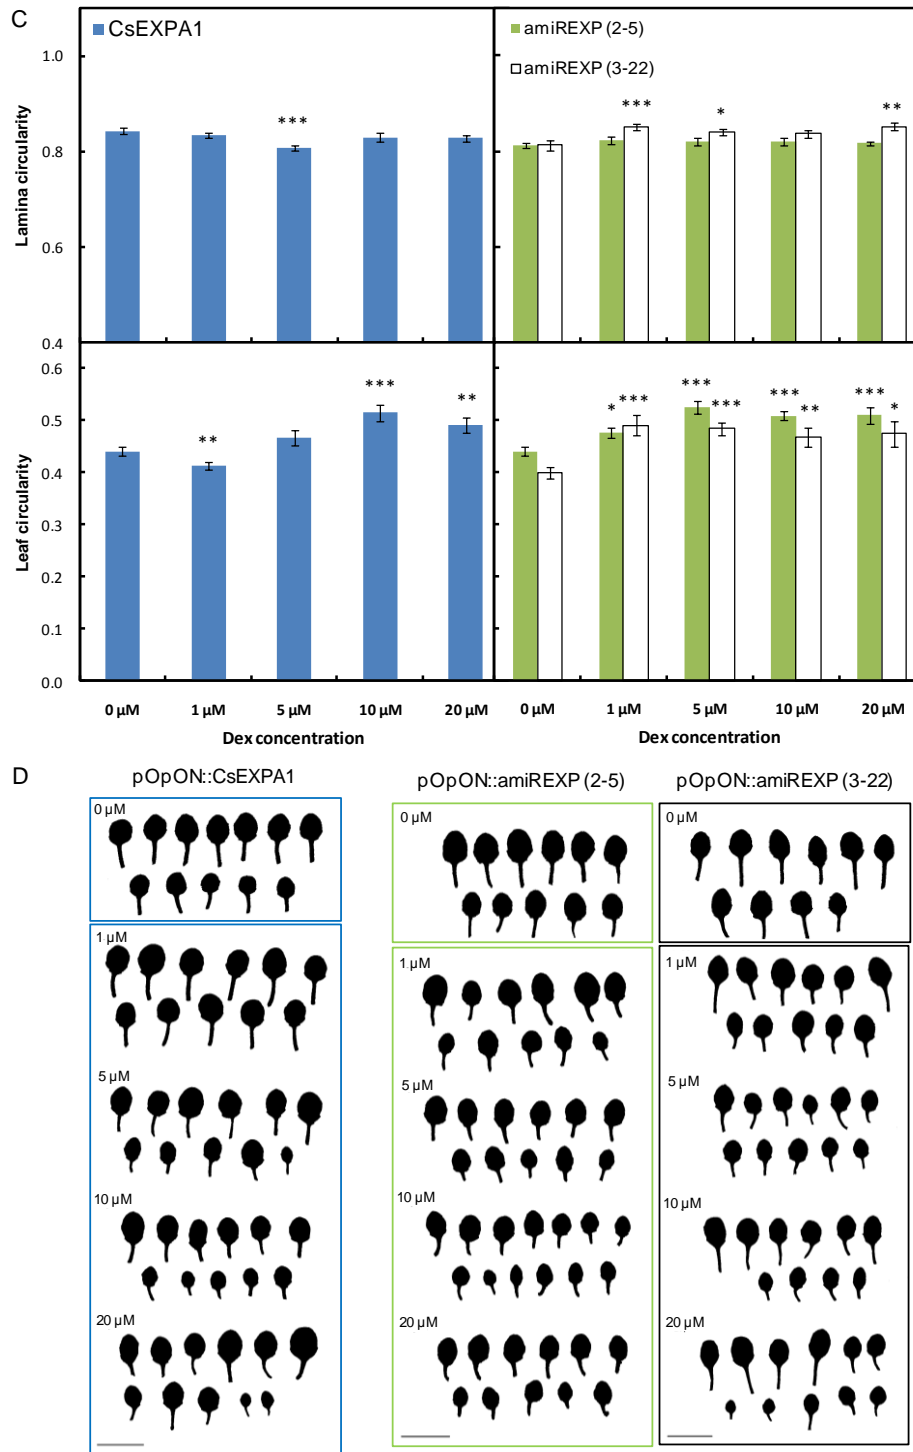 C
CsEXPA1
amiREXP (2-5)
amiREXP (3-22)
Lamina circularity
1.0
0.8
0.6
0.4
***
***
*
**
Leaf circularity
0.6
0.5
0.4
0.3
0.2
0.1
0.0
**
***
**
* ***
*** ***
*** **
*** *
0 µM 1 µM 5 µM 10 µM 20 µM
0 µM 1 µM 5 µM 10 µM 20 µM
Dex concentration
Dex concentration
D
pOpON::CsEXPA1
pOpON::amiREXP (2-5)
pOpON::amiREXP (3-22)
0 µM
1 µM
5 µM
10 µM
20 µM
0 µM
1 µM
5 µM
10 µM
20 µM
0 µM
1 µM
5 µM
10 µM
20 µM